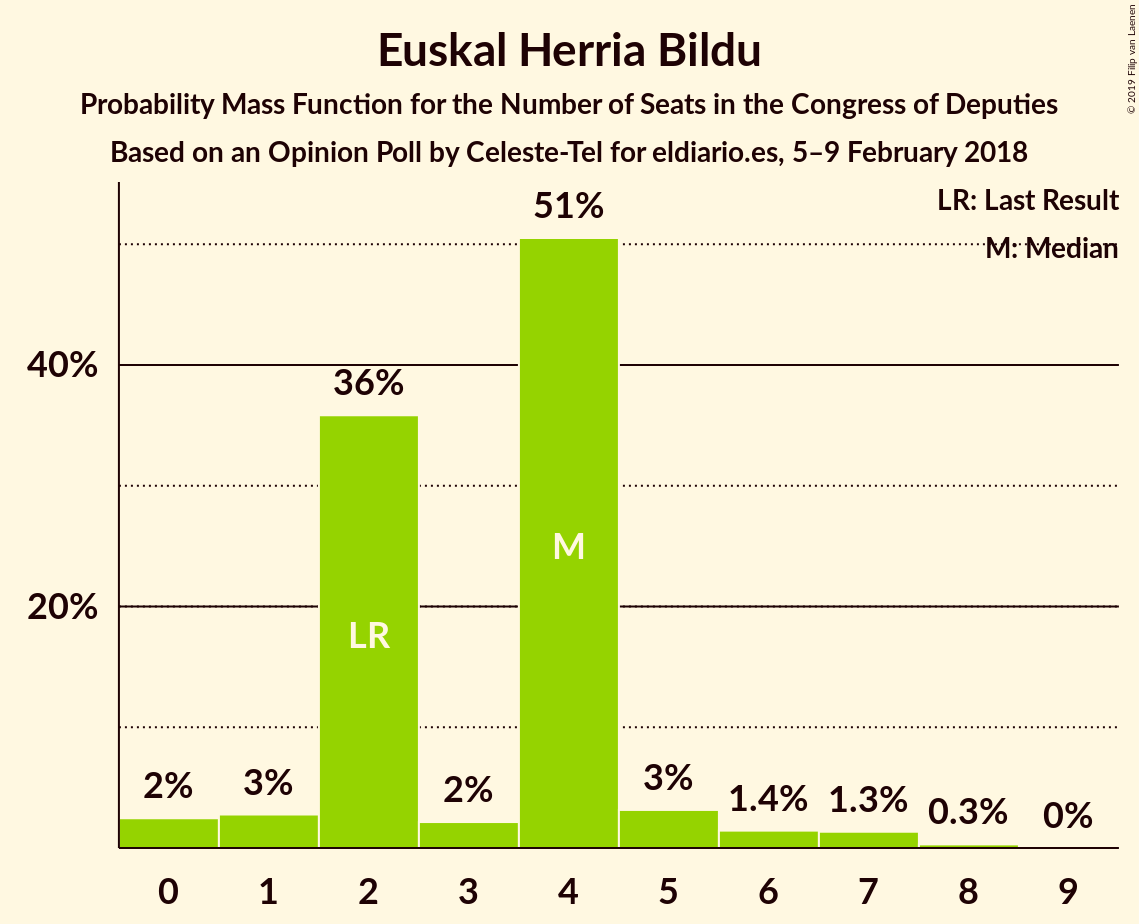 Euskal Herria Bildu
Probability Mass Function for the Number of Seats in the Congress of Deputies
Based on an Opinion Poll by Celeste-Tel for eldiario.es, 5–9 February 2018
© 2019 Filip van Laenen
LR: Last Result
M: Median
51%
40%
36%
M
20%
LR
2%
3%
2%
3%
1.4%
1.3%
0.3%
0%
0 1 2 3 4 5 6 7 8 9